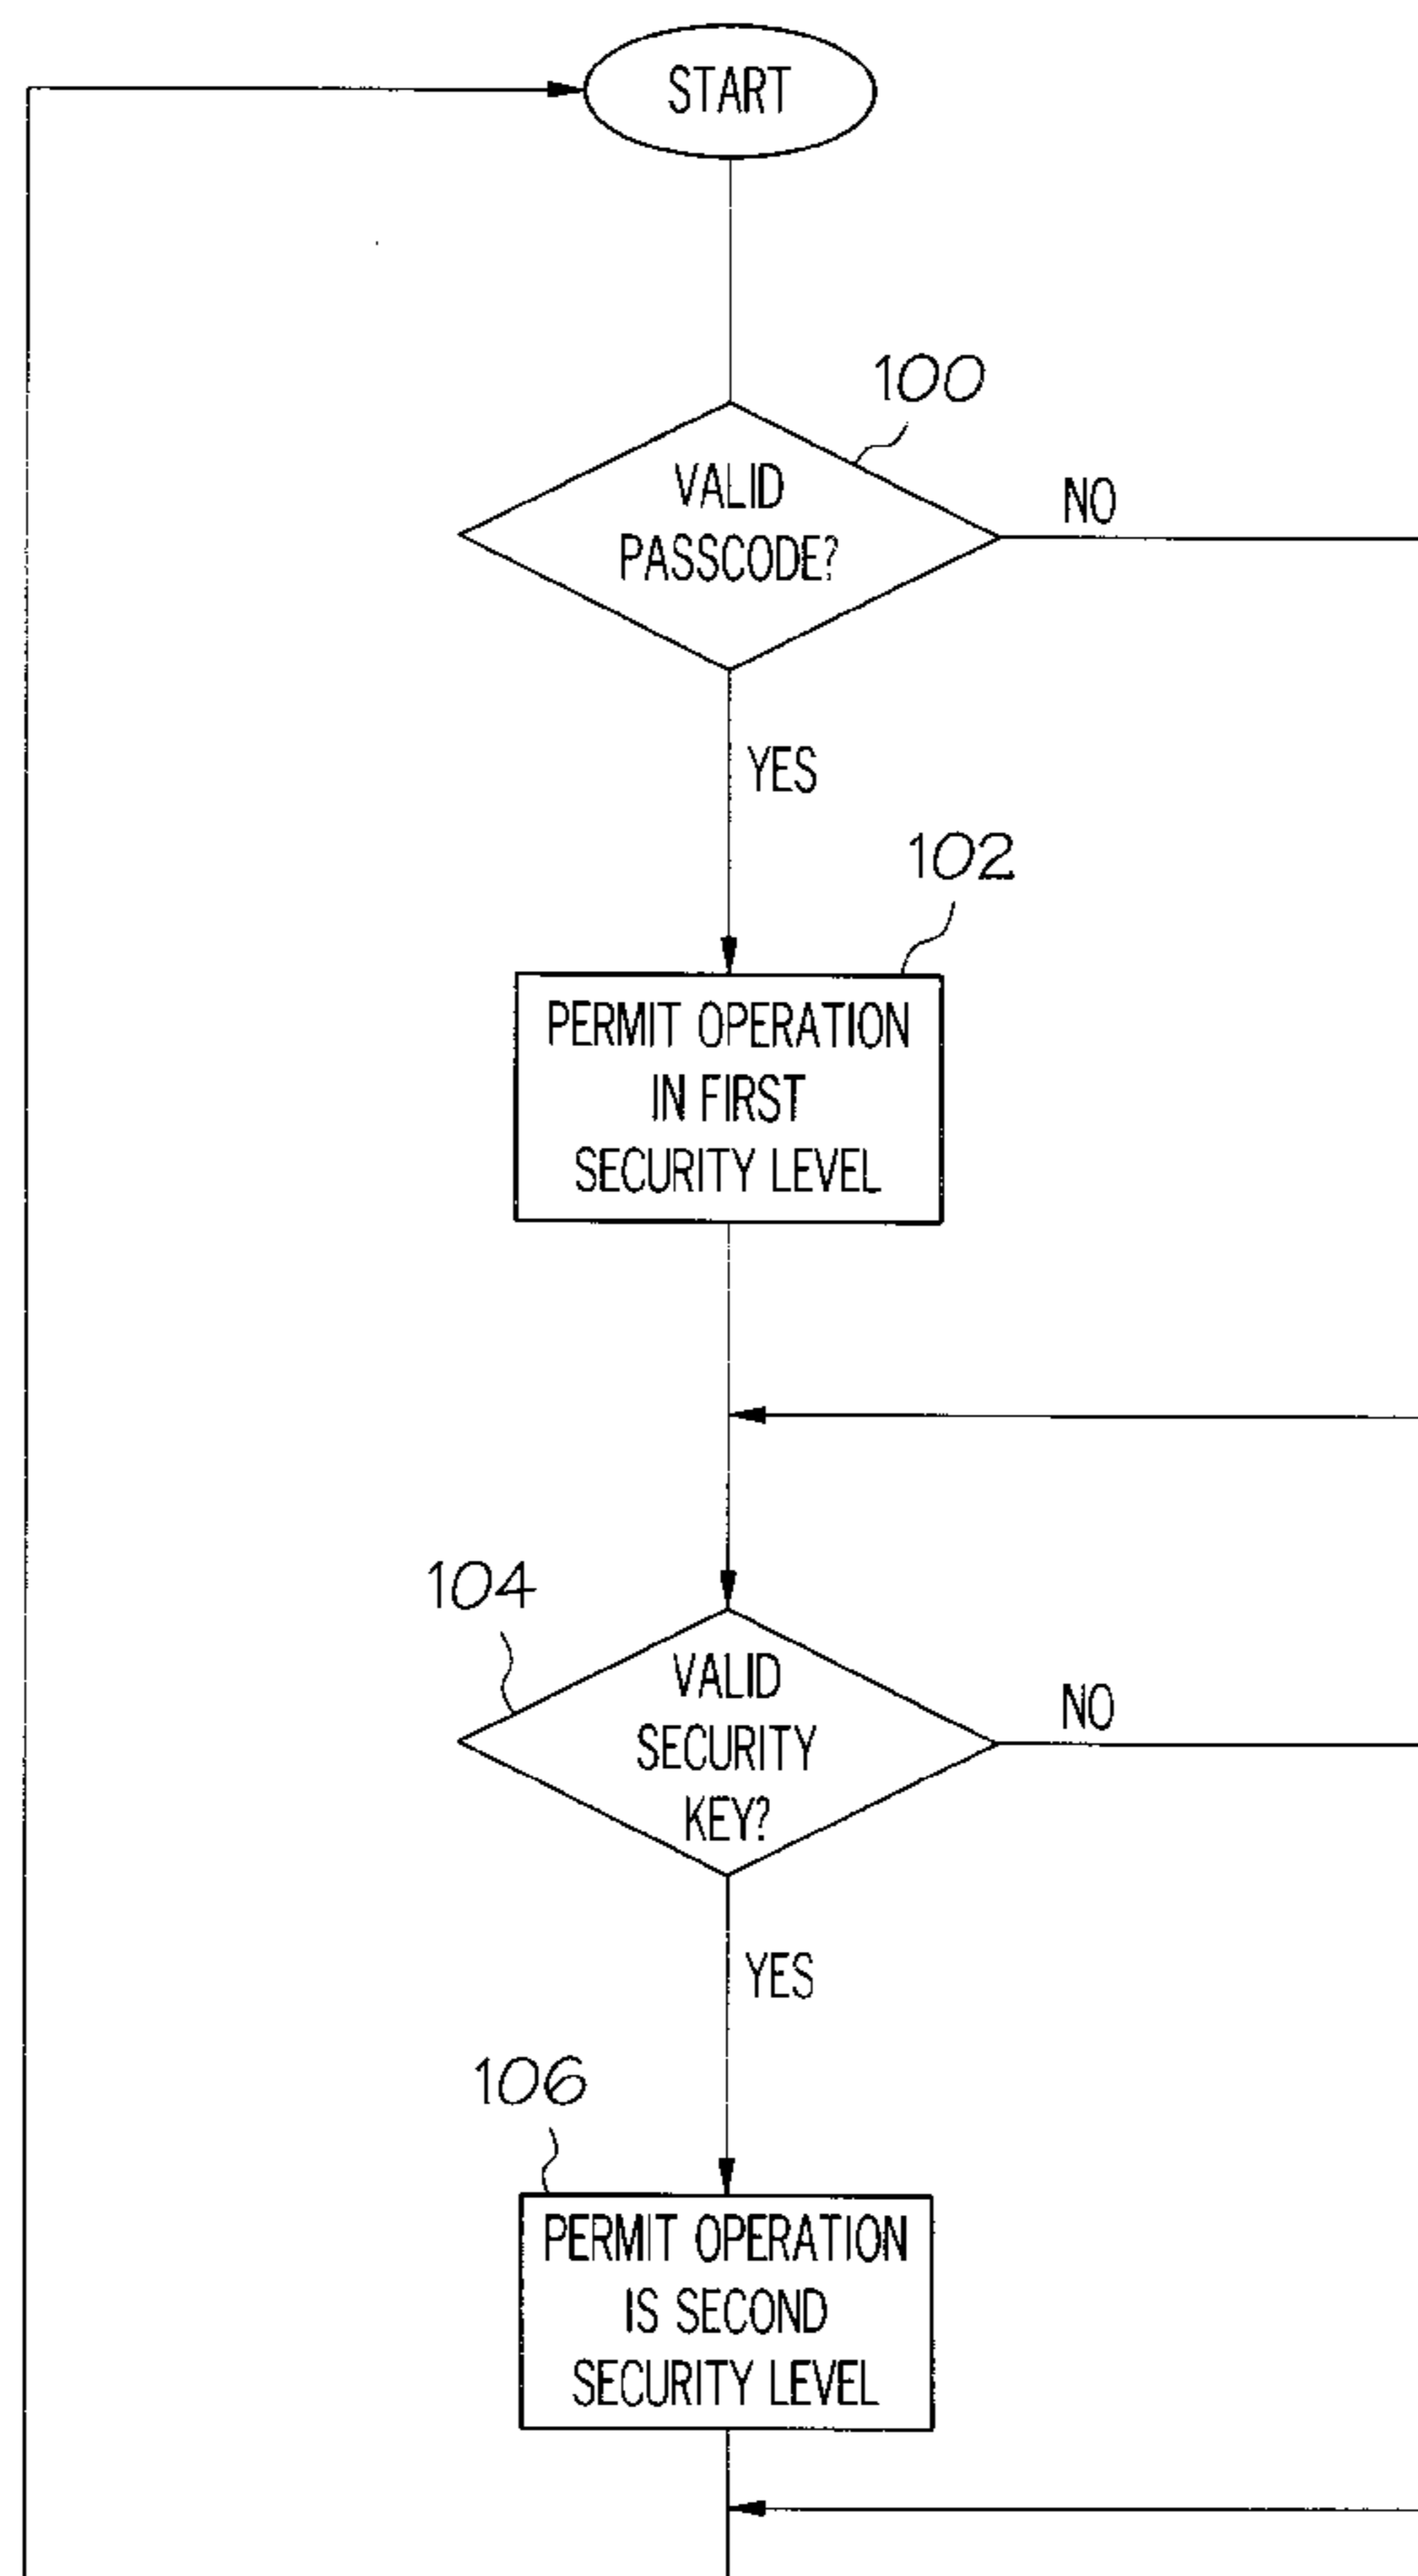 START
100
VALID
PASSCODE?
NO
YES
102
PERMIT OPERATION
IN FIRST
SECURITY LEVEL
104
VALID
SECURITY
KEY?
NO
YES
106
PERMIT OPERATION
IS SECOND
SECURITY LEVEL